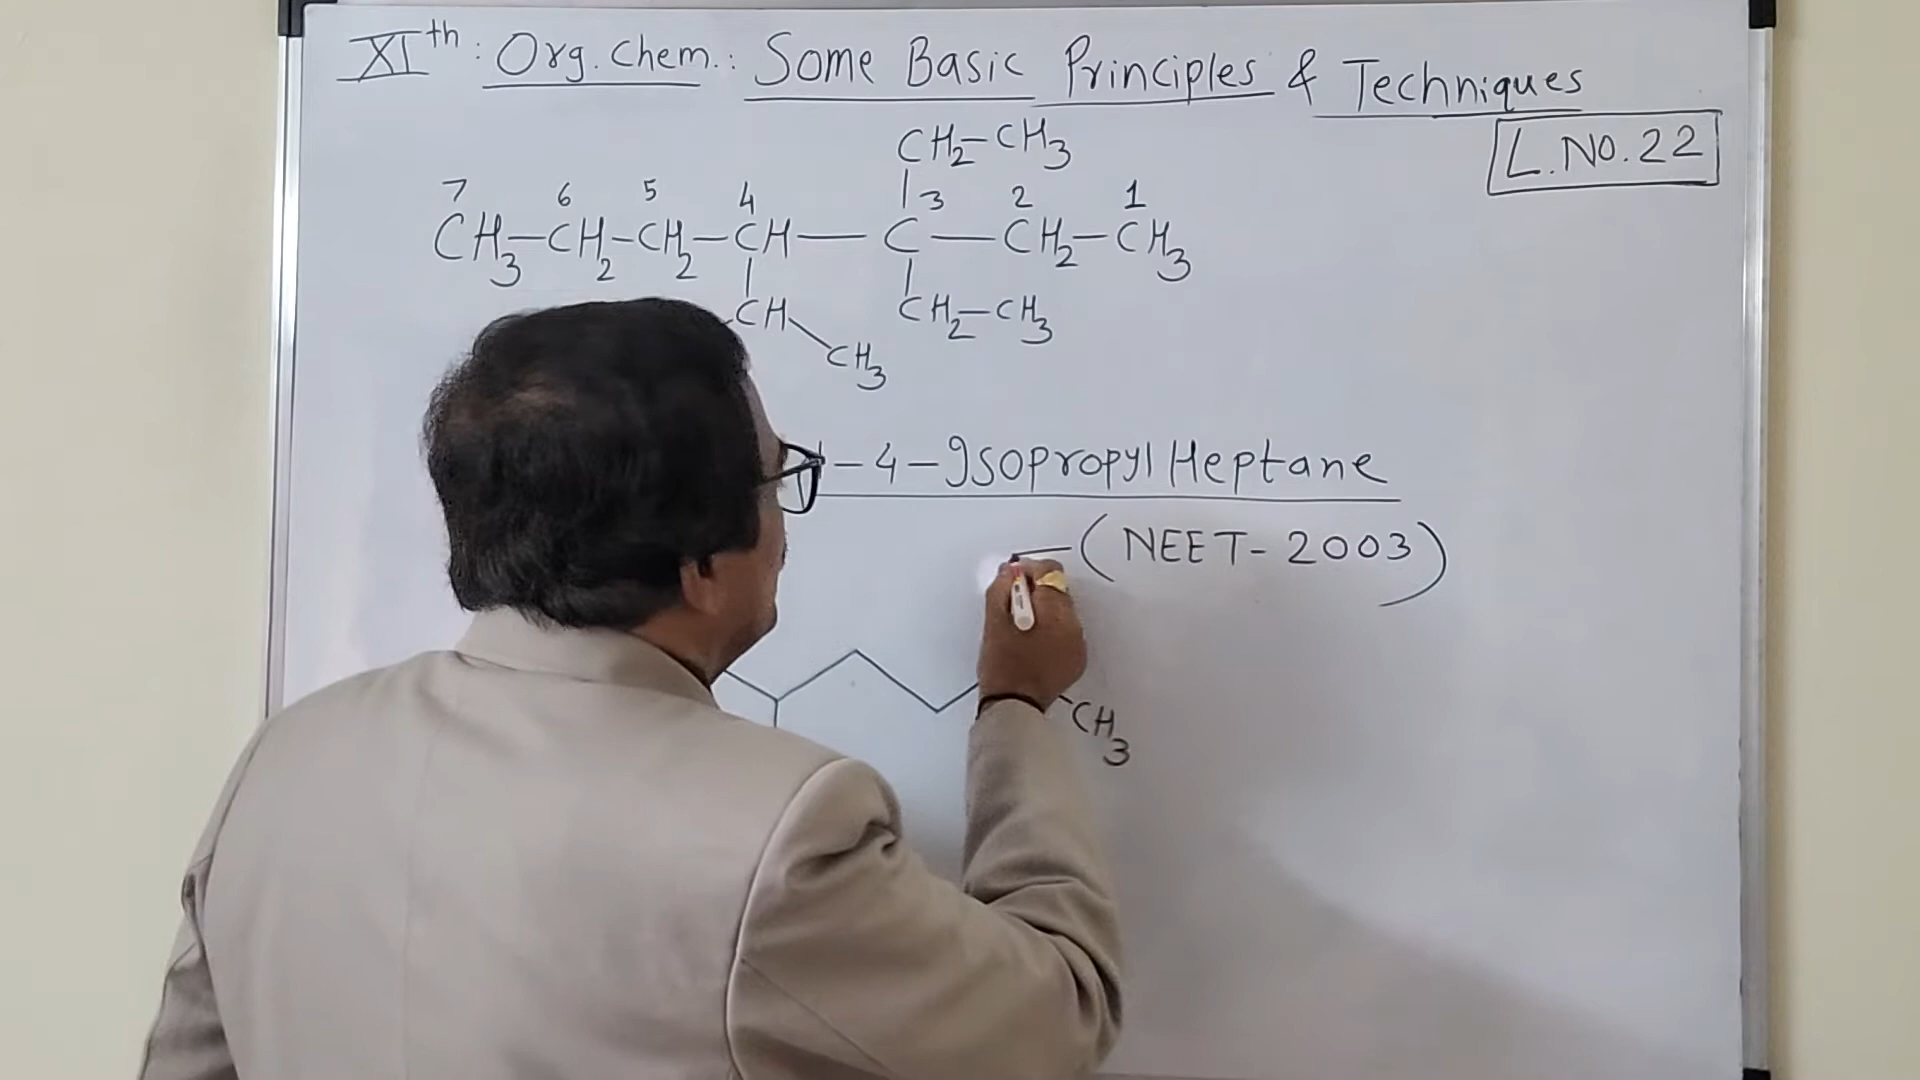 XIth : Org. Chem. : Some Basic Principles & Techniques
L. No. 22
CH2-CH3
7 6 5 4 3 2 1
CH3-CH2-CH2-CH-C-CH2-CH3
CH CH2-CH3
CH3
-4-Isopropyl Heptane
(NEET-2003)
CH3